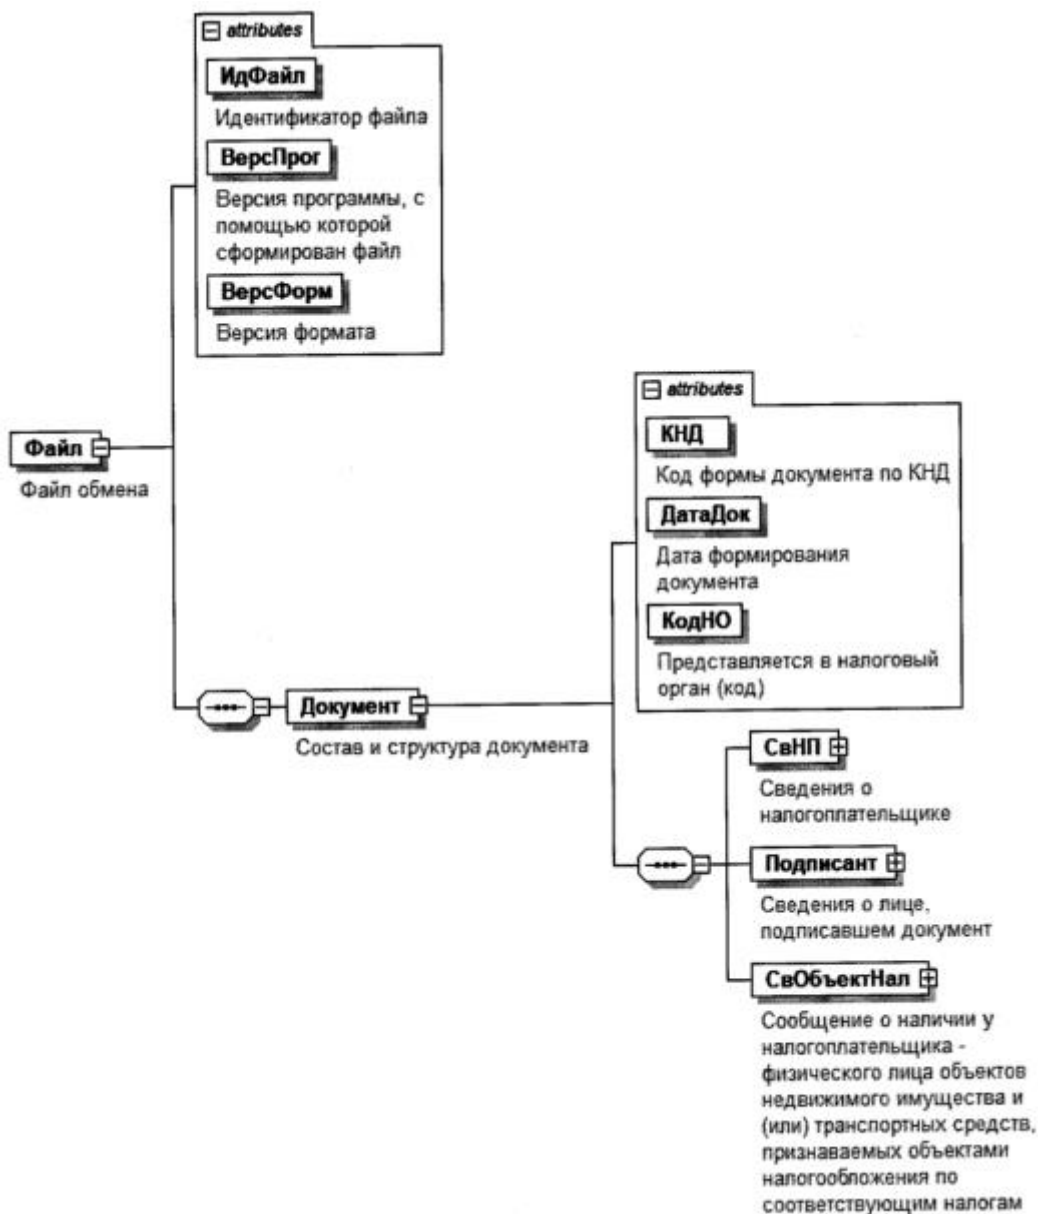 attributes
ИдФайл
Идентификатор файла
ВерсПрог
Версия программы, с
помощью которой
сформирован файл
ВерсФорм
Версия формата
Файл
Файл обмена
attributes
КНД
Код формы документа по КНД
ДатаДок
Дата формирования
документа
КодНО
Представляется в налоговый
орган (код)
Документ
Состав и структура документа
СвНП
Сведения о
налогоплательщике
Подписант
Сведения о лице,
подписавшем документ
СвОбъектНал
Сообщение о наличии у
налогоплательщика -
физического лица объектов
недвижимого имущества и
(или) транспортных средств,
признаваемых объектами
налогообложения по
соответствующим налогам